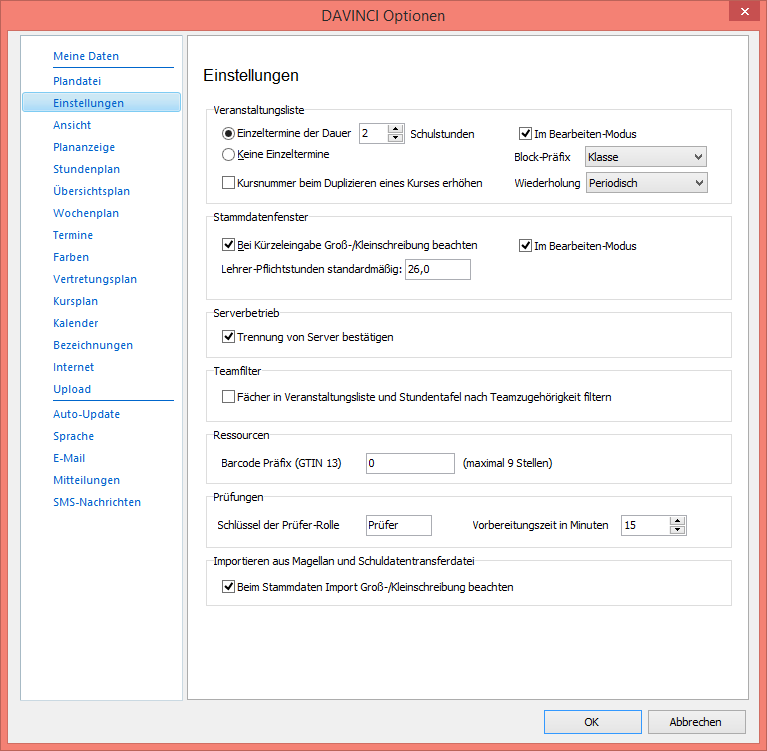 DAVINCI Optionen
Meine Daten
Plandatei
Einstellungen
Ansicht
Plananzeige
Stundenplan
Übersichtsplan
Wochenplan
Termine
Farben
Vertretungsplan
Kursplan
Kalender
Bezeichnungen
Internet
Upload
Auto-Update
Sprache
E-Mail
Mitteilungen
SMS-Nachrichten
Einstellungen
Veranstaltungsliste
Einzeltermine der Dauer 2 Schulstunden Im Bearbeiten-Modus
Keine Einzeltermine Block-Präfix Klasse
Kursnummer beim Duplizieren eines Kurses erhöhen Wiederholung Periodisch
Stammdatenfenster
Bei Kürzeleingabe Groß-/Kleinschreibung beachten Im Bearbeiten-Modus
Lehrer-Pflichtstunden standardmäßig: 26,0
Serverbetrieb
Trennung von Server bestätigen
Teamfilter
Fächer in Veranstaltungsliste und Stundentafel nach Teamzugehörigkeit filtern
Ressourcen
Barcode Präfix (GTIN 13) 0 (maximal 9 Stellen)
Prüfungen
Schlüssel der Prüfer-Rolle Prüfer Vorbereitungszeit in Minuten 15
Importieren aus Magellan und Schuldatentransferdatei
Beim Stammdaten Import Groß-/Kleinschreibung beachten
OK Abbrechen